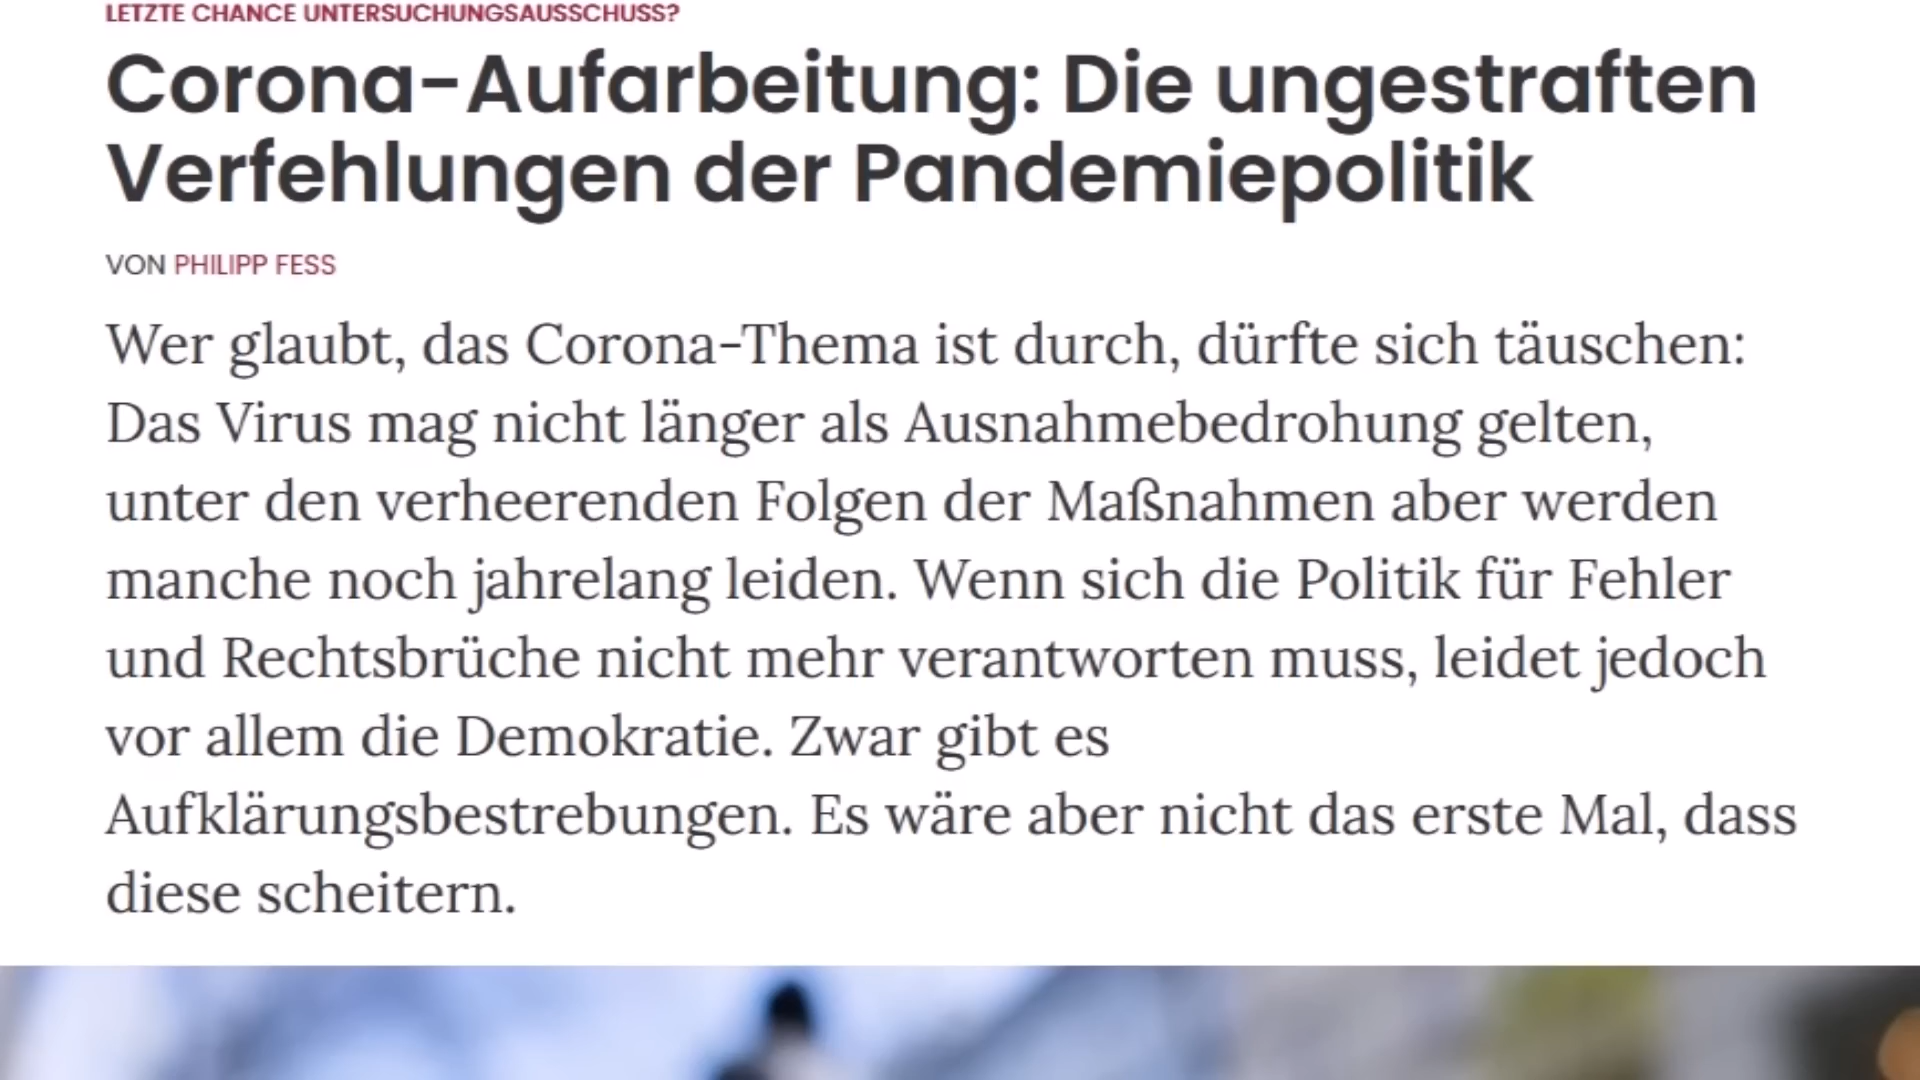 LETZTE CHANCE UNTERSUCHUNGSAUSSCHUSS?
Corona-Aufarbeitung: Die ungestraften
Verfehlungen der Pandemiepolitik
VON PHILIPP FESS
Wer glaubt, das Corona-Thema ist durch, dürfte sich täuschen:
Das Virus mag nicht länger als Ausnahmebedrohung gelten,
unter den verheerenden Folgen der Maßnahmen aber werden
manche noch jahrelang leiden. Wenn sich die Politik für Fehler
und Rechtsbrüche nicht mehr verantworten muss, leidet jedoch
vor allem die Demokratie. Zwar gibt es
Aufklärungsbestrebungen. Es wäre aber nicht das erste Mal, dass
diese scheitern.